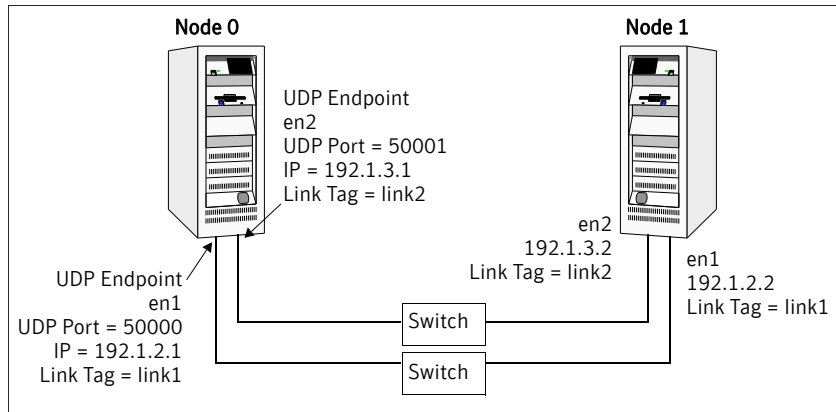 Node 0
Node 1
UDP Endpoint
en2
UDP Port = 50001
IP = 192.1.3.1
Link Tag = link2
en2
192.1.3.2
Link Tag = link2
en1
192.1.2.2
Link Tag = link1
UDP Endpoint
en1
UDP Port = 50000
IP = 192.1.2.1
Link Tag = link1
Switch
Switch